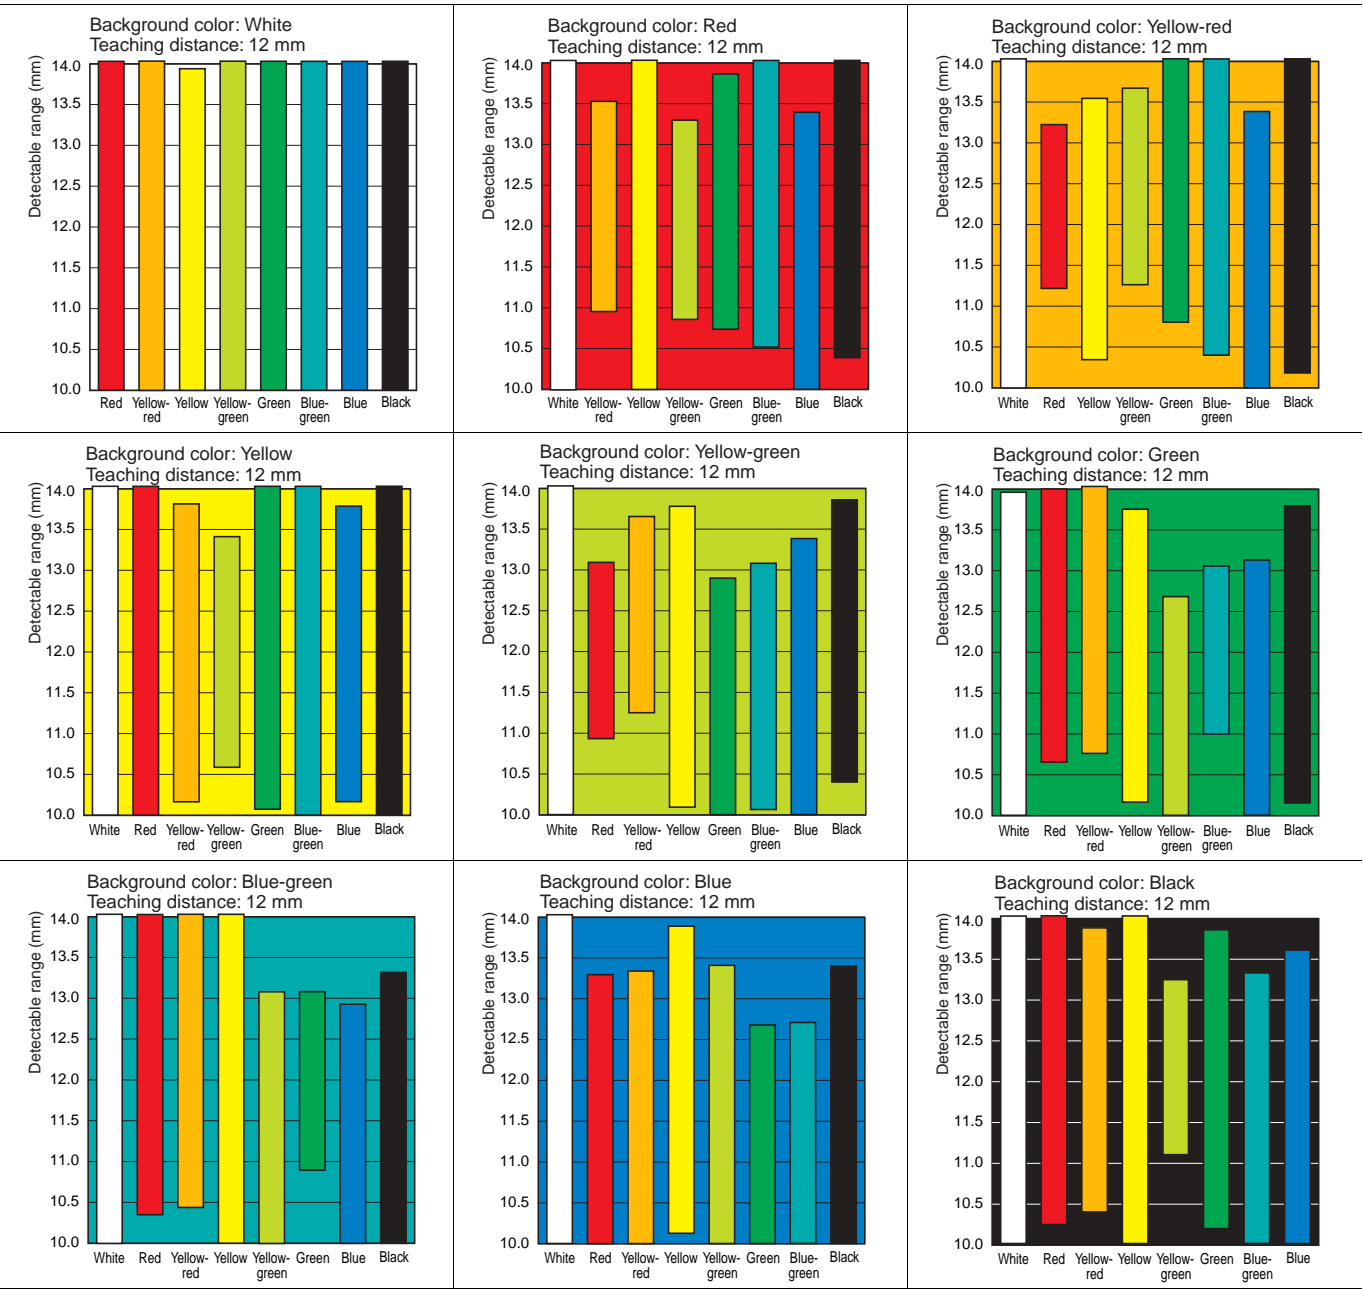 Background color: White
Teaching distance: 12 mm
Detectable range (mm)
14.0
13.5
13.0
12.5
12.0
11.5
11.0
10.5
10.0
Red Yellow- Yellow Yellow- Green Blue- Blue Black
red green green
Background color: Red
Teaching distance: 12 mm
Detectable range (mm)
14.0
13.5
13.0
12.5
12.0
11.5
11.0
10.5
10.0
White Yellow- Yellow Yellow- Green Blue- Blue Black
red green green
Background color: Yellow-red
Teaching distance: 12 mm
Detectable range (mm)
14.0
13.5
13.0
12.5
12.0
11.5
11.0
10.5
10.0
White Red Yellow Yellow- Green Blue- Blue Black
green green
Background color: Yellow
Teaching distance: 12 mm
Detectable range (mm)
14.0
13.5
13.0
12.5
12.0
11.5
11.0
10.5
10.0
White Red Yellow- Yellow- Green Blue- Blue Black
red green green
Background color: Yellow-green
Teaching distance: 12 mm
Detectable range (mm)
14.0
13.5
13.0
12.5
12.0
11.5
11.0
10.5
10.0
White Red Yellow- Yellow Green Blue- Blue Black
red green
Background color: Green
Teaching distance: 12 mm
Detectable range (mm)
14.0
13.5
13.0
12.5
12.0
11.5
11.0
10.5
10.0
White Red Yellow- Yellow Yellow- Blue- Blue Black
red green green
Background color: Blue-green
Teaching distance: 12 mm
Detectable range (mm)
14.0
13.5
13.0
12.5
12.0
11.5
11.0
10.5
10.0
White Red Yellow- Yellow Yellow- Green Blue Black
red green
Background color: Blue
Teaching distance: 12 mm
Detectable range (mm)
14.0
13.5
13.0
12.5
12.0
11.5
11.0
10.5
10.0
White Red Yellow- Yellow Yellow- Green Blue- Black
red green green
Background color: Black
Teaching distance: 12 mm
Detectable range (mm)
14.0
13.5
13.0
12.5
12.0
11.5
11.0
10.5
10.0
White Red Yellow- Yellow Yellow- Green Blue- Blue
red green green